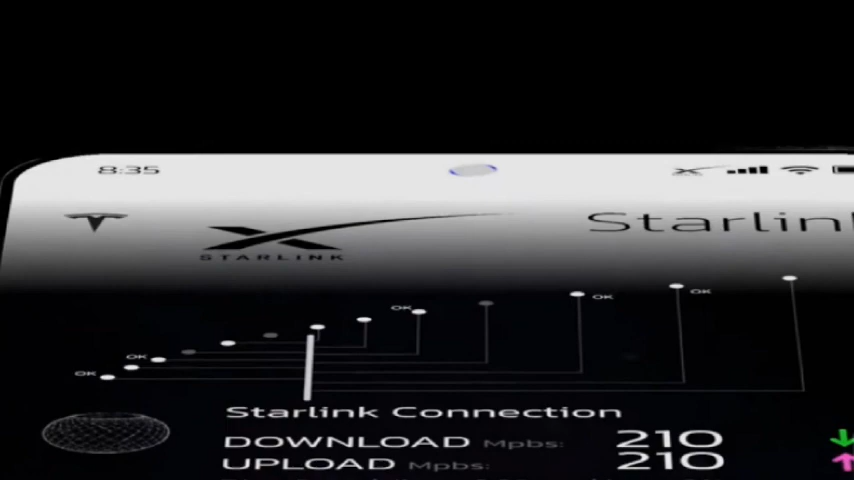 8:35
Starlin
STARLINK
OK
OK
OK
OK
OK
Starlink Connection
DOWNLOAD Mpbs: 210
UPLOAD Mpbs: 210